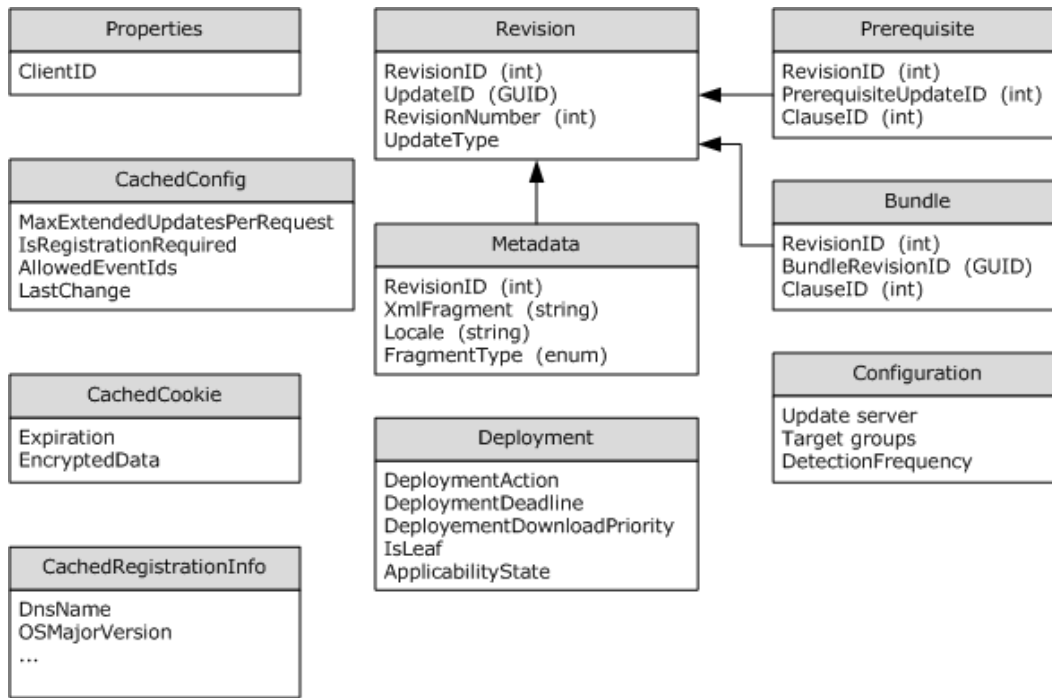 Properties
ClientID
CachedConfig
MaxExtendedUpdatesPerRequest
IsRegistrationRequired
AllowedEventIds
LastChange
CachedCookie
Expiration
EncryptedData
CachedRegistrationInfo
DnsName
OSMajorVersion
...
Revision
RevisionID (int)
UpdateID (GUID)
RevisionNumber (int)
UpdateType
Metadata
RevisionID (int)
XmlFragment (string)
Locale (string)
FragmentType (enum)
Deployment
DeploymentAction
DeploymentDeadline
DeployementDownloadPriority
IsLeaf
ApplicabilityState
Prerequisite
RevisionID (int)
PrerequisiteUpdateID (int)
ClauseID (int)
Bundle
RevisionID (int)
BundleRevisionID (GUID)
ClauseID (int)
Configuration
Update server
Target groups
DetectionFrequency